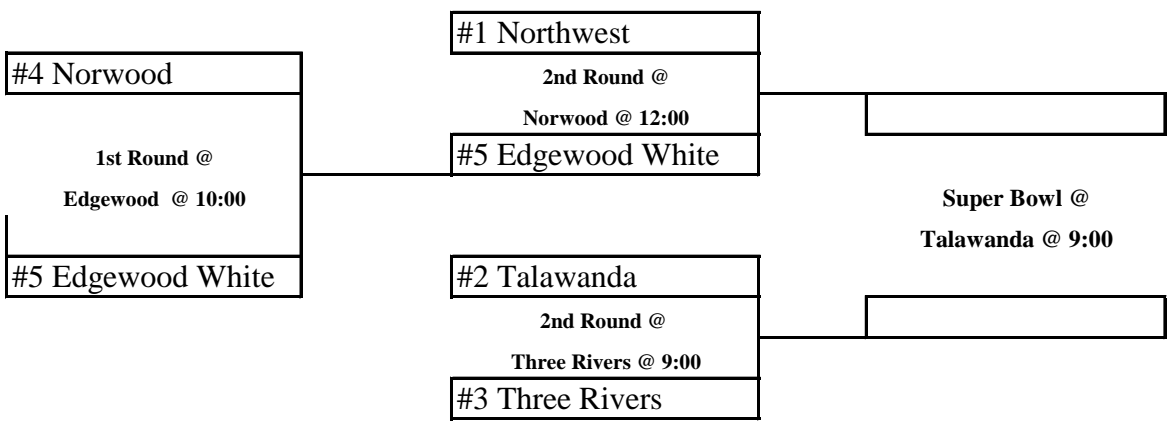 #4 Norwood
1st Round @
Edgewood @ 10:00
#5 Edgewood White
#1 Northwest
2nd Round @
Norwood @ 12:00
#5 Edgewood White
#2 Talawanda
2nd Round @
Three Rivers @ 9:00
#3 Three Rivers
Super Bowl @
Talawanda @ 9:00